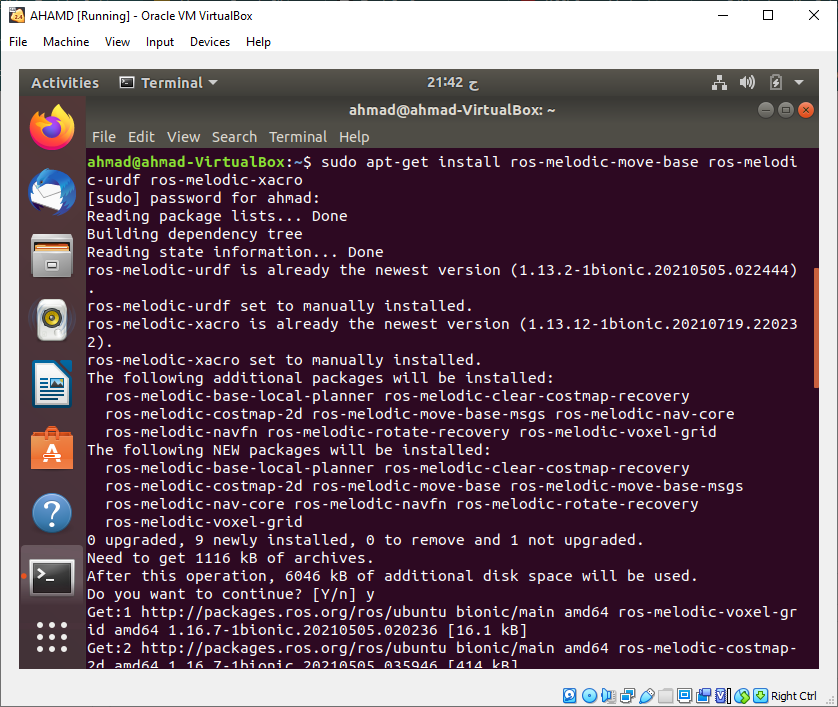 AHAMD [Running] - Oracle VM VirtualBox
File Machine View Input Devices Help
Activities Terminal 21:42 ح
ahmad@ahmad-VirtualBox: ~
File Edit View Search Terminal Help
ahmad@ahmad-VirtualBox:~$ sudo apt-get install ros-melodic-move-base ros-melodi
c-urdf ros-melodic-xacro
[sudo] password for ahmad:
Reading package lists... Done
Building dependency tree
Reading state information... Done
ros-melodic-urdf is already the newest version (1.13.2-1bionic.20210505.022444)
.
ros-melodic-urdf set to manually installed.
ros-melodic-xacro is already the newest version (1.13.12-1bionic.20210719.22023
2).
ros-melodic-xacro set to manually installed.
The following additional packages will be installed:
ros-melodic-base-local-planner ros-melodic-clear-costmap-recovery
ros-melodic-costmap-2d ros-melodic-move-base-msgs ros-melodic-nav-core
ros-melodic-navfn ros-melodic-rotate-recovery ros-melodic-voxel-grid
The following NEW packages will be installed:
ros-melodic-base-local-planner ros-melodic-clear-costmap-recovery
ros-melodic-costmap-2d ros-melodic-move-base ros-melodic-move-base-msgs
ros-melodic-nav-core ros-melodic-navfn ros-melodic-rotate-recovery
ros-melodic-voxel-grid
0 upgraded, 9 newly installed, 0 to remove and 1 not upgraded.
Need to get 1116 kB of archives.
After this operation, 6046 kB of additional disk space will be used.
Do you want to continue? [Y/n] y
Get:1 http://packages.ros.org/ros/ubuntu bionic/main amd64 ros-melodic-voxel-gr
id amd64 1.16.7-1bionic.20210505.020236 [16.1 kB]
Get:2 http://packages.ros.org/ros/ubuntu bionic/main amd64 ros-melodic-costmap-
2d amd64 1.16.7-1bionic.20210505.035946 [414 kB]
Right Ctrl